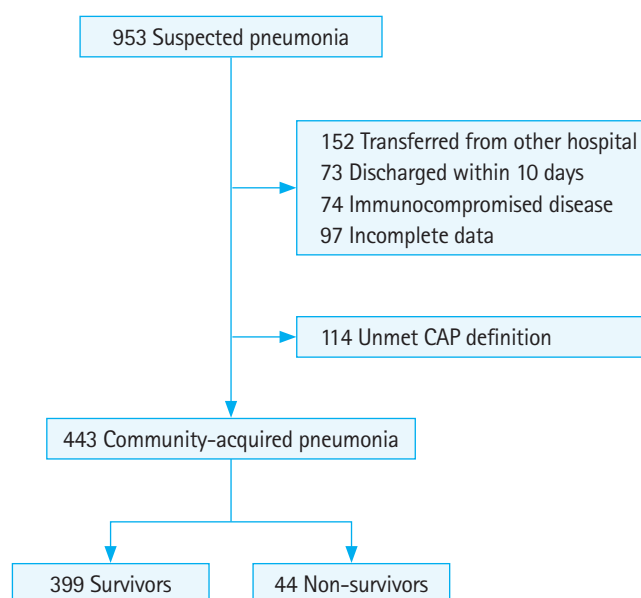 953 Suspected pneumonia
152 Transferred from other hospital
73 Discharged within 10 days
74 Immunocompromised disease
97 Incomplete data
114 Unmet CAP definition
443 Community-acquired pneumonia
399 Survivors
44 Non-survivors